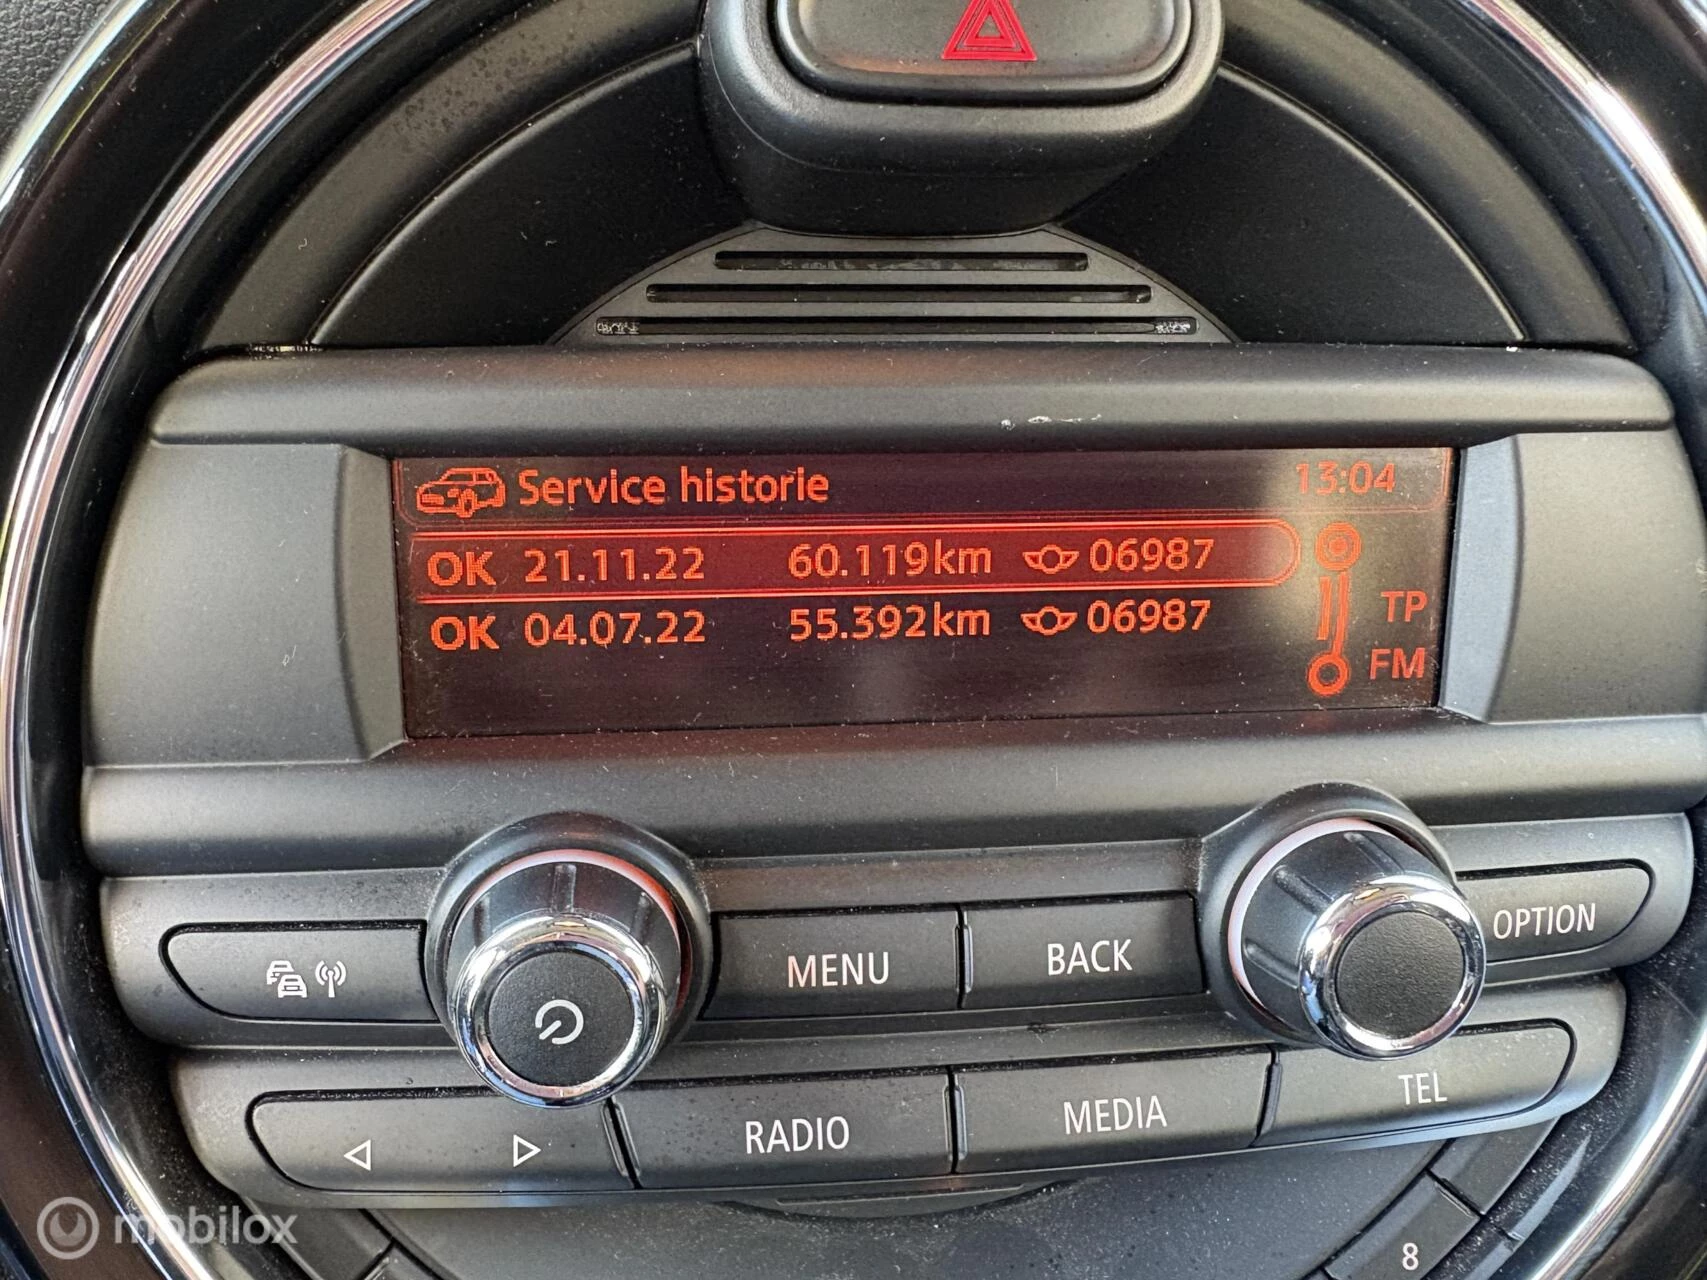 Service historie 13:04
OK 21.11.22 60.119km 06987
OK 04.07.22 55.392km 06987
TP
FM
MENU BACK OPTION
RADIO MEDIA TEL
8
mobilox